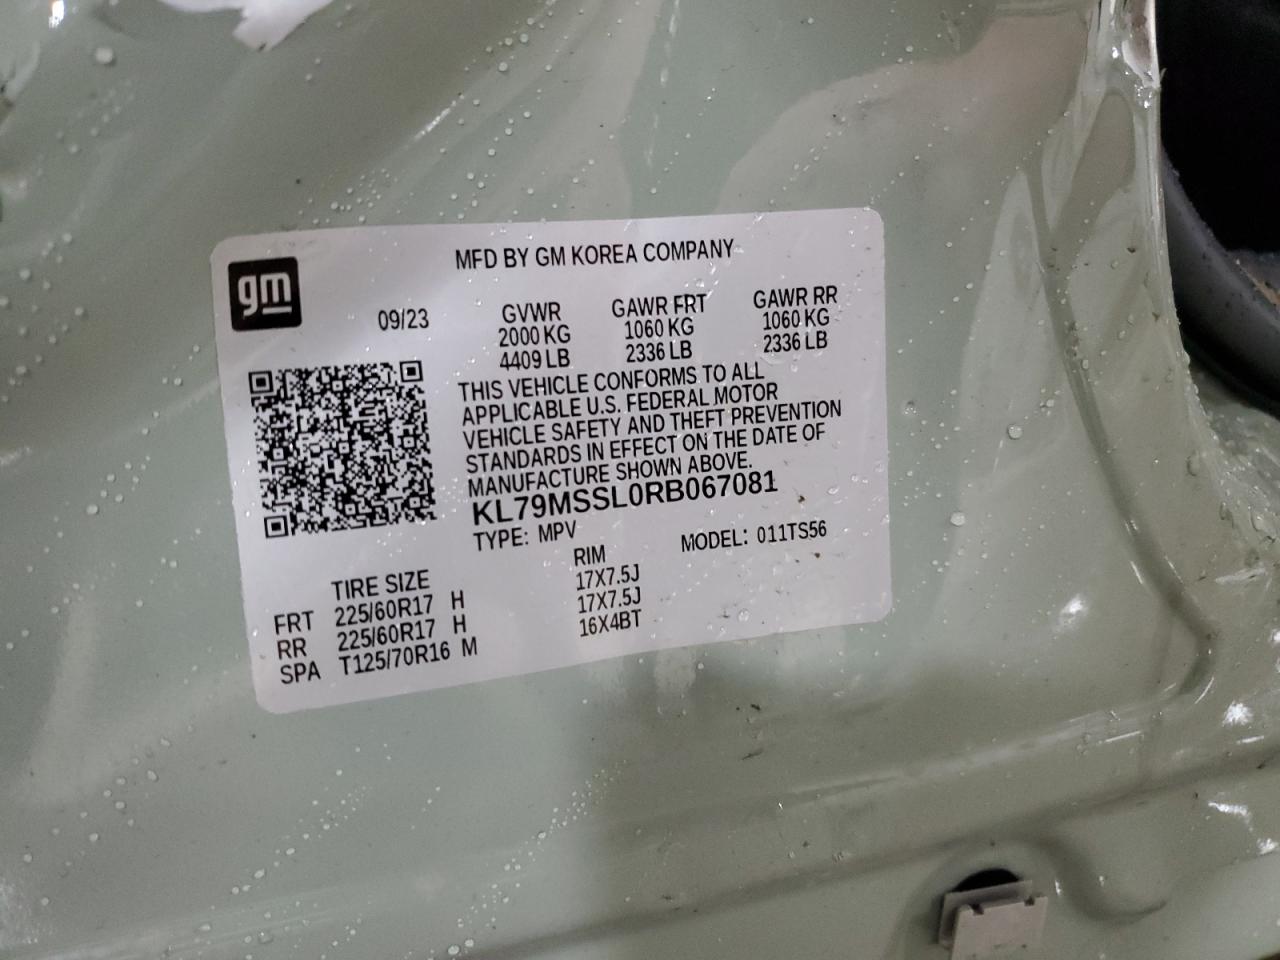 MFD BY GM KOREA COMPANY
gm
09/23
GVWR GAWR FRT GAWR RR
2000 KG 1060 KG 1060 KG
4409 LB 2336 LB 2336 LB
THIS VEHICLE CONFORMS TO ALL
APPLICABLE U.S. FEDERAL MOTOR
VEHICLE SAFETY AND THEFT PREVENTION
STANDARDS IN EFFECT ON THE DATE OF
MANUFACTURE SHOWN ABOVE.
KL79MSSL0RB067081
TYPE: MPV MODEL: 011TS56
TIRE SIZE RIM
FRT 225/60R17 H 17X7.5J
RR 225/60R17 H 17X7.5J
SPA T125/70R16 M 16X4BT